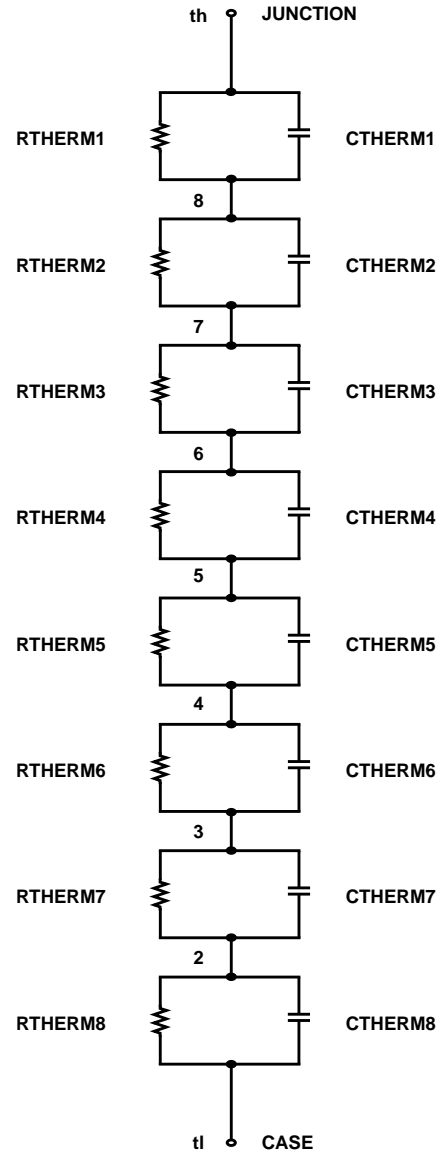 th JUNCTION
RTHERM1 CTHERM1
8
RTHERM2 CTHERM2
7
RTHERM3 CTHERM3
6
RTHERM4 CTHERM4
5
RTHERM5 CTHERM5
4
RTHERM6 CTHERM6
3
RTHERM7 CTHERM7
2
RTHERM8 CTHERM8
tl CASE